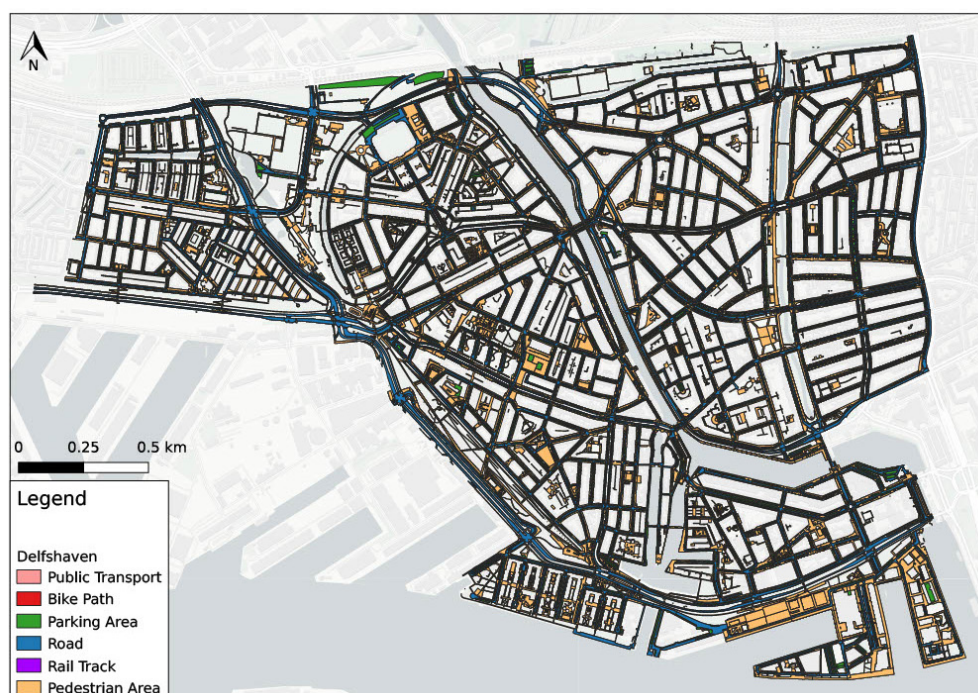 N
0 0.25 0.5 km
Legend
Delfshaven
Public Transport
Bike Path
Parking Area
Road
Rail Track
Pedestrian Area